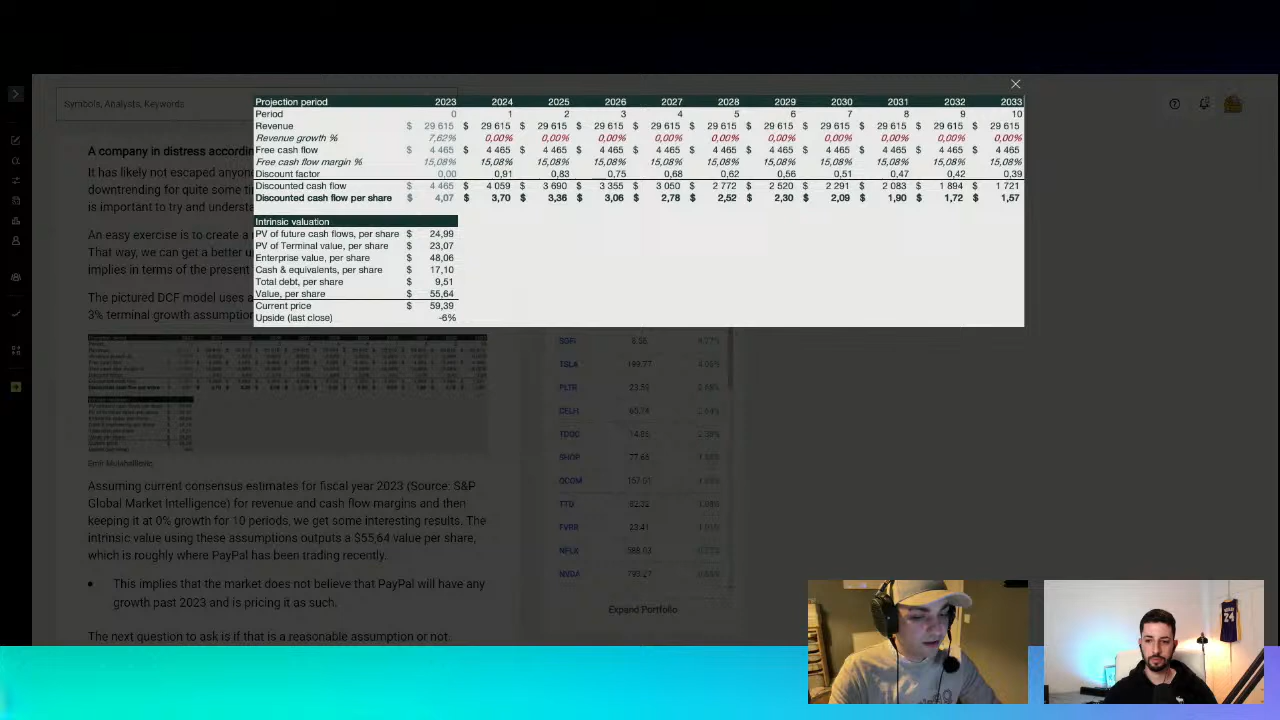 Symbols, Analysts, Keywords
Projection period 2023 2024 2025 2026 2027 2028 2029 2030 2031 2032 2033
Period 0 1 2 3 4 5 6 7 8 9 10
Revenue $ 29 615 $ 29 615 $ 29 615 $ 29 615 $ 29 615 $ 29 615 $ 29 615 $ 29 615 $ 29 615 $ 29 615 $ 29 615
Revenue growth % 7,62% 0,00% 0,00% 0,00% 0,00% 0,00% 0,00% 0,00% 0,00% 0,00% 0,00%
Free cash flow $ 4 465 $ 4 465 $ 4 465 $ 4 465 $ 4 465 $ 4 465 $ 4 465 $ 4 465 $ 4 465 $ 4 465 $ 4 465
Free cash flow margin % 15,08% 15,08% 15,08% 15,08% 15,08% 15,08% 15,08% 15,08% 15,08% 15,08% 15,08%
Discount factor 0,00 0,91 0,83 0,75 0,68 0,62 0,56 0,51 0,47 0,42 0,39
Discounted cash flow $ 4 465 $ 4 059 $ 3 690 $ 3 355 $ 3 050 $ 2 772 $ 2 520 $ 2 291 $ 2 083 $ 1 894 $ 1 721
Discounted cash flow per share $ 4,07 $ 3,70 $ 3,36 $ 3,06 $ 2,78 $ 2,52 $ 2,30 $ 2,09 $ 1,90 $ 1,72 $ 1,57
Intrinsic valuation
PV of future cash flows, per share $ 24,99
PV of Terminal value, per share $ 23,07
Enterprise value, per share $ 48,06
Cash & equivalents, per share $ 17,10
Total debt, per share $ 9,51
Value, per share $ 55,64
Current price $ 59,39
Upside (last close) -6%
A company in distress accordin
It has likely not escaped anyone
downtrending for quite some ti
is important to try and underst
An easy exercise is to create a
That way, we can get a better u
implies in terms of the present
The pictured DCF model uses a
3% terminal growth assumption
Assuming current consensus estimates for fiscal year 2023 (Source: S&P
Global Market Intelligence) for revenue and cash flow margins and then
keeping it at 0% growth for 10 periods, we get some interesting results. The
intrinsic value using these assumptions outputs a $55,64 value per share,
which is roughly where PayPal has been trading recently.
This implies that the market does not believe that PayPal will have any
growth past 2023 and is pricing it as such.
The next question to ask is if that is a reasonable assumption or not.
SOFI
TSLA 199.77
PLTR
CELH
TDOC
SHOP
QCOM
TTD
FVRR 23.41
NFLX
NVDA
Expand Portfolio
24